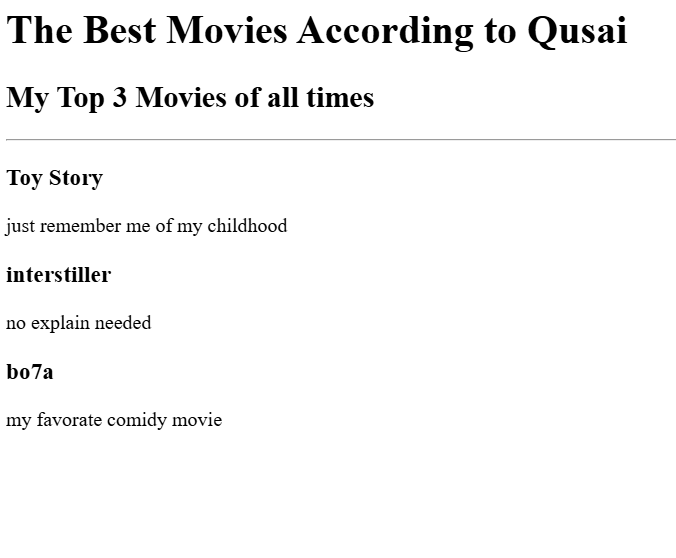 The Best Movies According to Qusai
My Top 3 Movies of all times
Toy Story
just remember me of my childhood
interstiller
no explain needed
bo7a
my favorate comidy movie